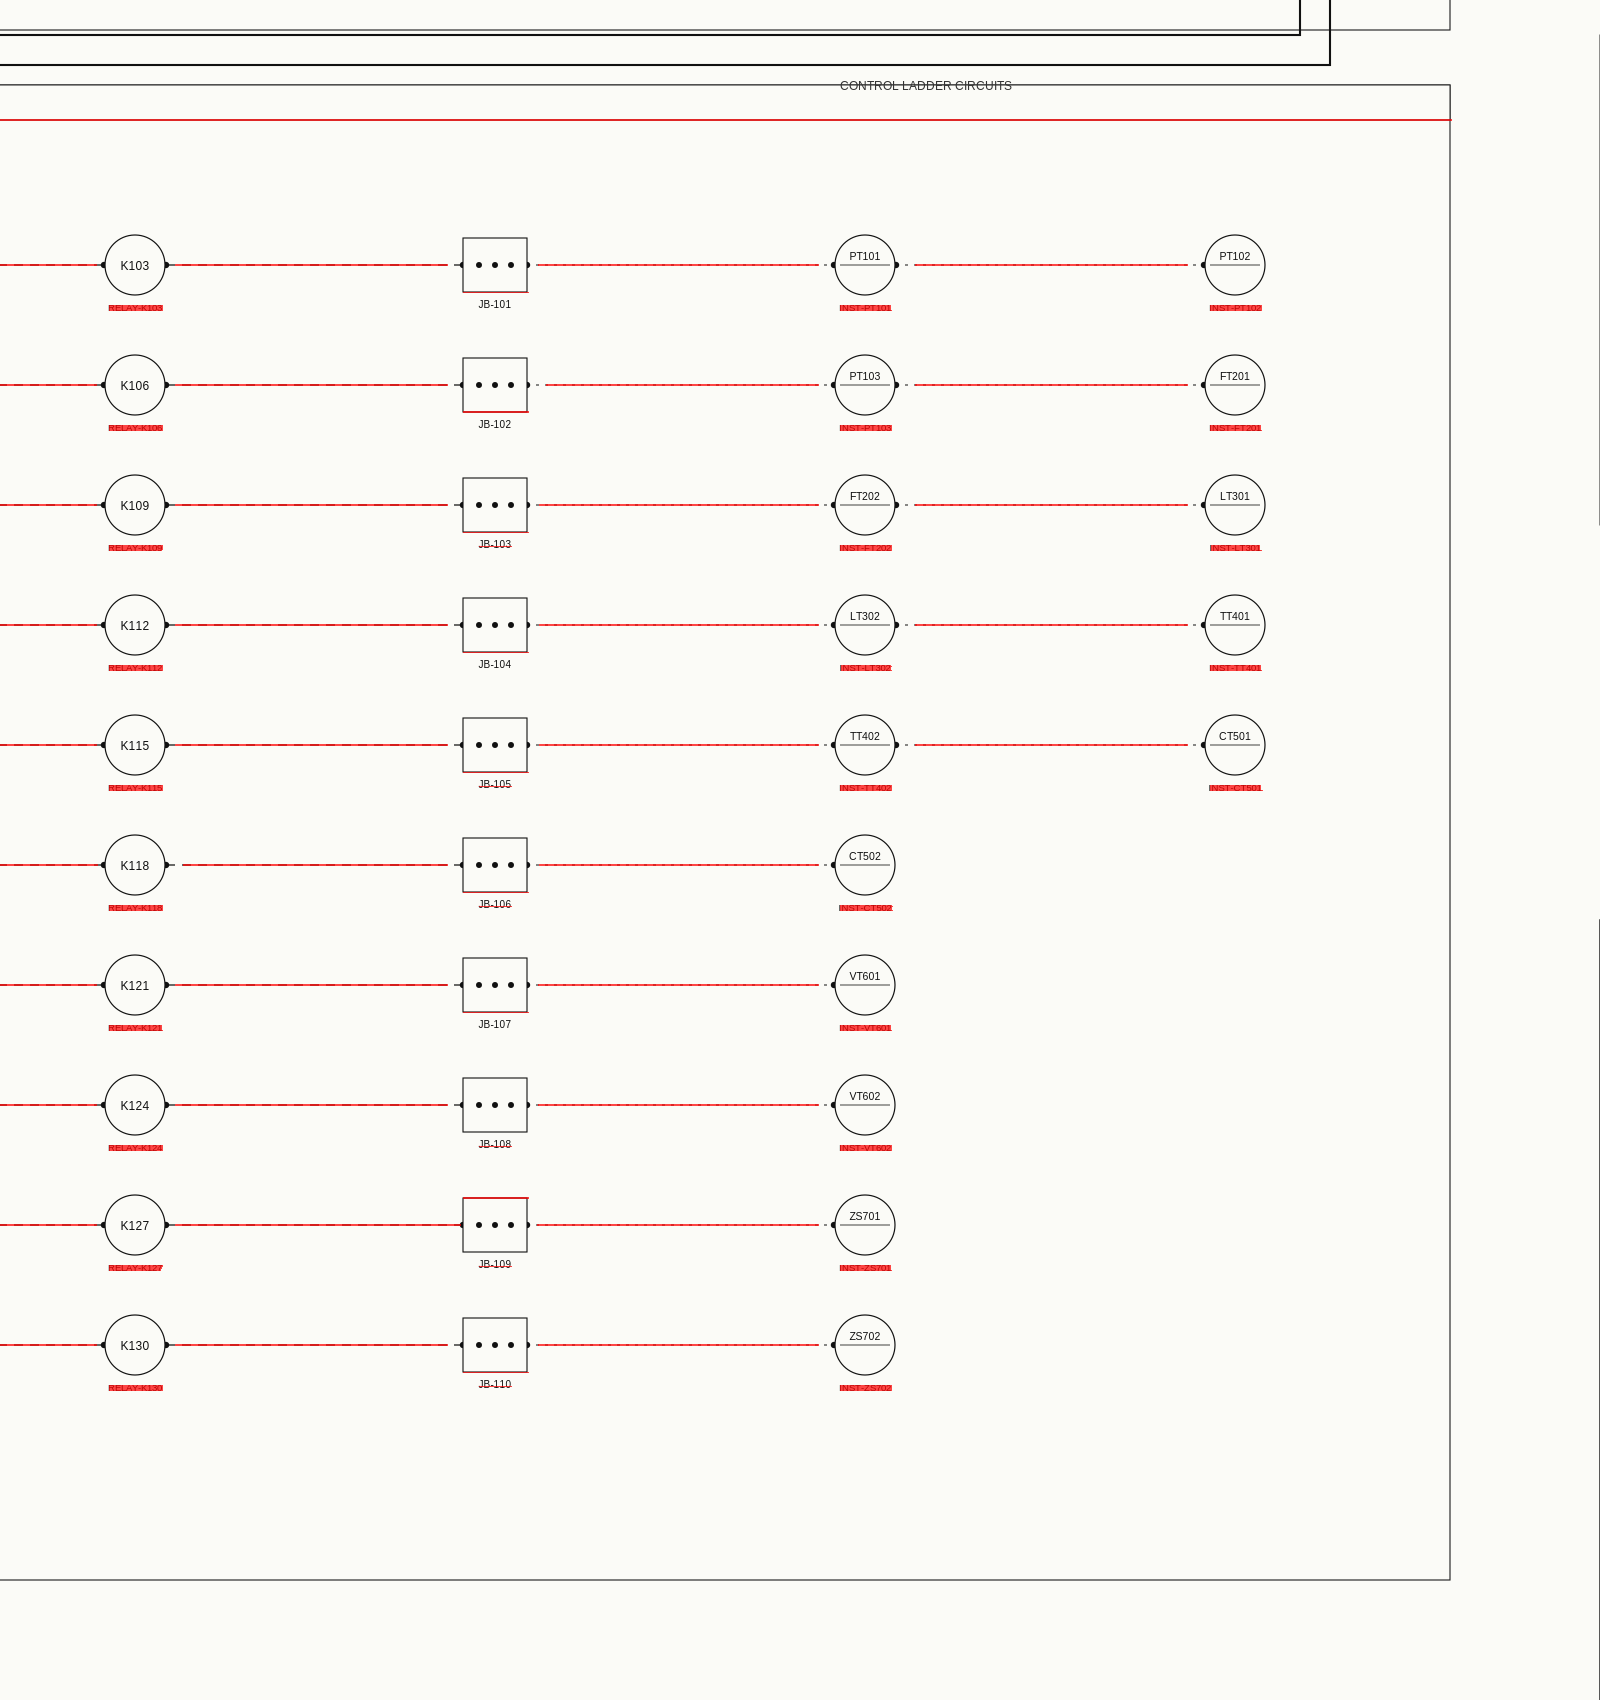 CONTROL LADDER CIRCUITS
K103
JB-101
PT101
PT102
RELAY-K103
INST-PT101
INST-PT102
K106
JB-102
PT103
FT201
RELAY-K106
INST-PT103
INST-FT201
K109
JB-103
FT202
LT301
RELAY-K109
INST-FT202
INST-LT301
K112
JB-104
LT302
TT401
RELAY-K112
INST-LT302
INST-TT401
K115
JB-105
TT402
CT501
RELAY-K115
INST-TT402
INST-CT501
K118
JB-106
CT502
RELAY-K118
INST-CT502
K121
JB-107
VT601
RELAY-K121
INST-VT601
K124
JB-108
VT602
RELAY-K124
INST-VT602
K127
JB-109
ZS701
RELAY-K127
INST-ZS701
K130
JB-110
ZS702
RELAY-K130
INST-ZS702